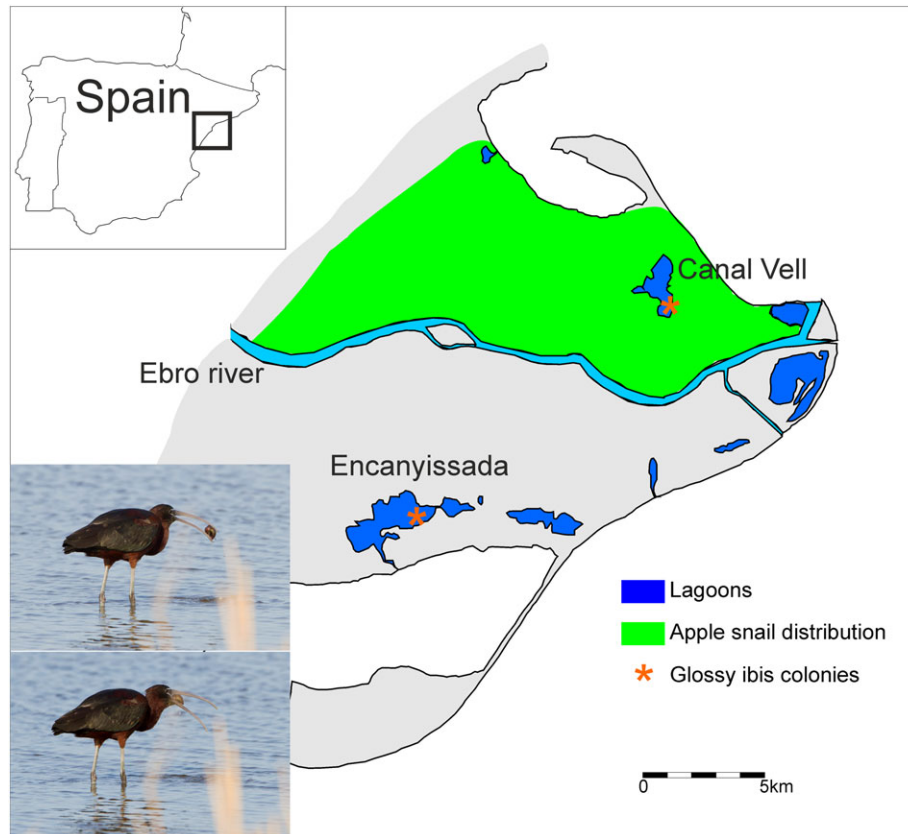 Spain
Canal Vell
Ebro river
Encanyissada
Lagoons
Apple snail distribution
* Glossy ibis colonies
0 5km